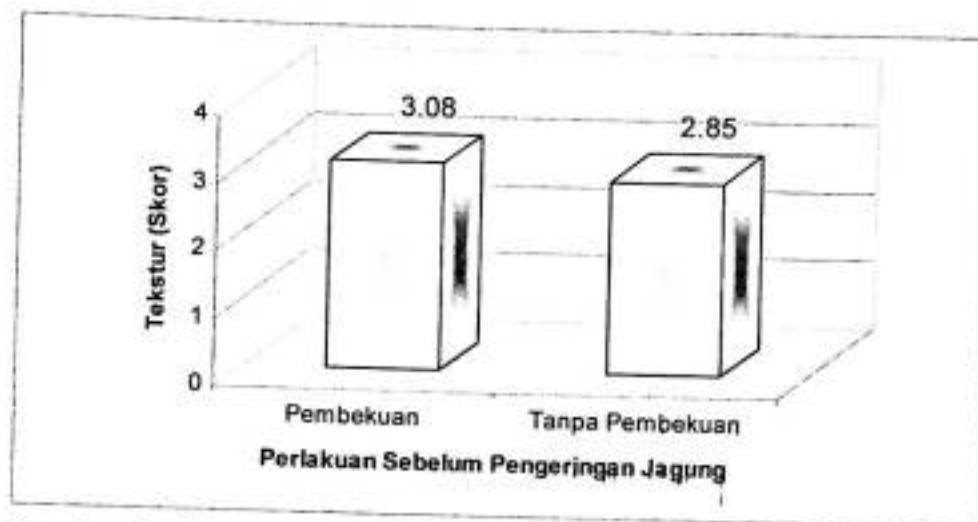 Tekstur (Skor)
4
3
2
1
0
3.08
2.85
Pembekuan
Tanpa Pembekuan
Perlakuan Sebelum Pengeringan Jagung